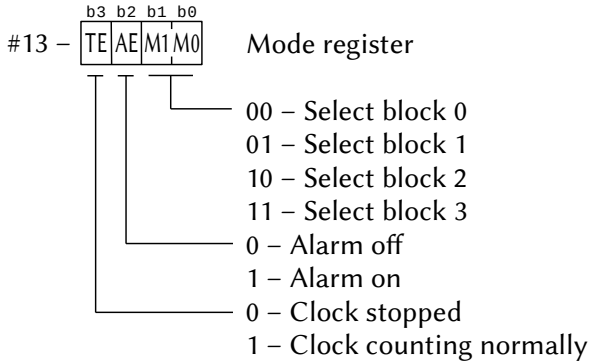 b3 b2 b1 b0
#13 – TE AE M1 M0 Mode register
00 – Select block 0
01 – Select block 1
10 – Select block 2
11 – Select block 3
0 – Alarm off
1 – Alarm on
0 – Clock stopped
1 – Clock counting normally